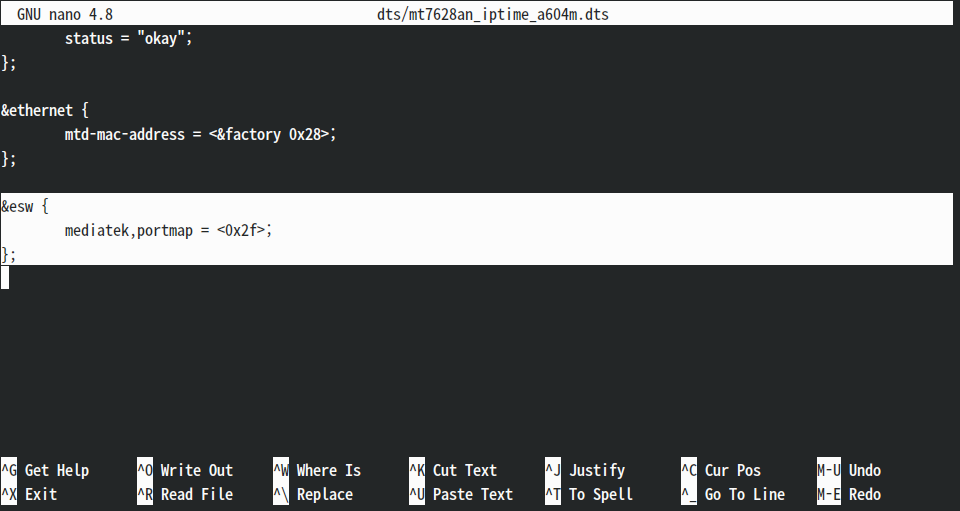 GNU nano 4.8 dts/mt7628an_iptime_a604m.dts
status = "okay";
};
&ethernet {
mtd-mac-address = <&factory 0x28>;
};
&esw {
mediatek,portmap = <0x2f>;
};
^G Get Help ^O Write Out ^W Where Is ^K Cut Text ^J Justify ^C Cur Pos M-U Undo
^X Exit ^R Read File ^\ Replace ^U Paste Text ^T To Spell ^_ Go To Line M-E Redo